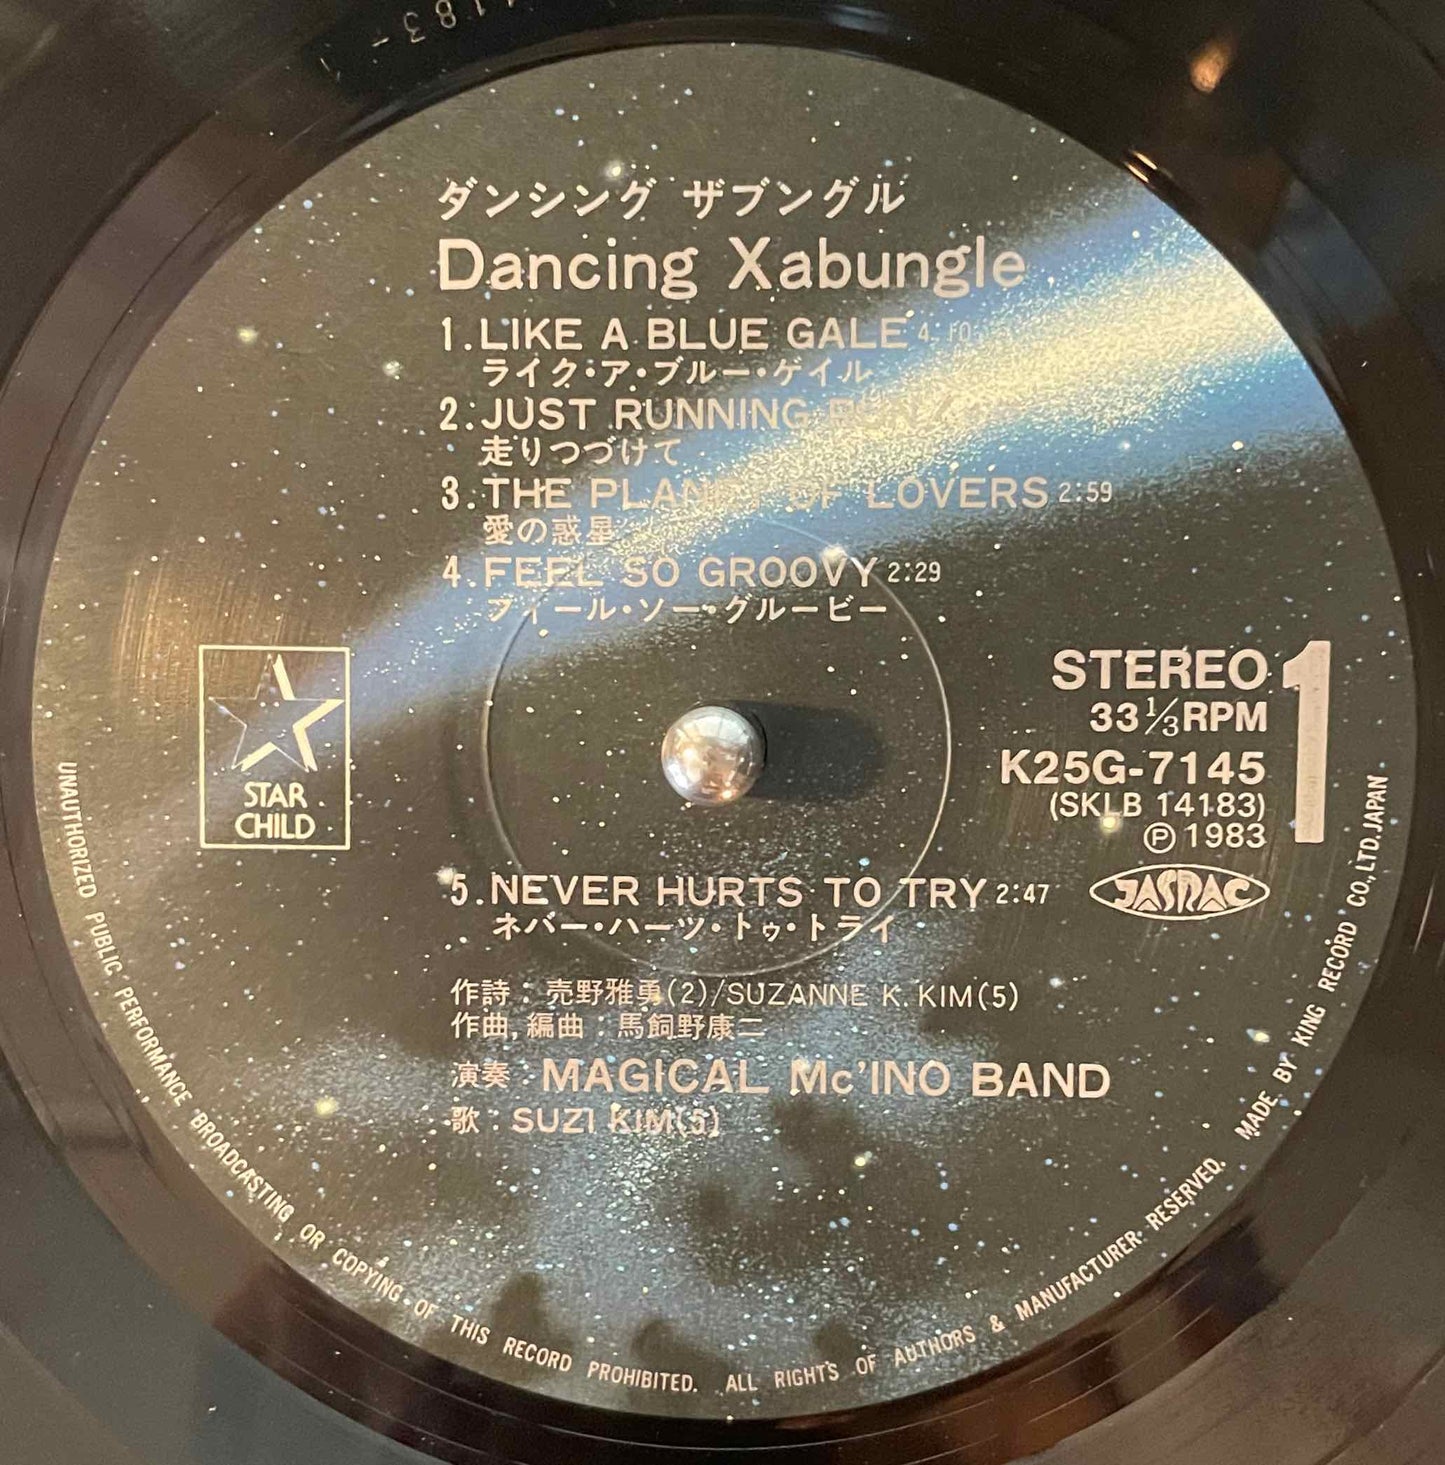 4183-
ダンシング ザブングル
Dancing Xabungle
1.LIKE A BLUE GALE
ライク・ア・ブルー・ゲイル
2.JUST RUNNING
走りつづけて
3.THE PLANET OF LOVERS 2:59
愛の惑星
4.FEEL SO GROOVY 2:29
フィール・ソー・グルービー
STAR
CHILD
STEREO
33 1/3 RPM
K25G-7145
(SKLB 14183)
Ⓟ 1983
1
JASRAC
5.NEVER HURTS TO TRY 2:47
ネバー・ハーツ・トゥ・トライ
作詩：売野雅勇(2)/SUZANNE K. KIM(5)
作曲,編曲：馬飼野康二
演奏：MAGICAL Mc'INO BAND
歌：SUZI KIM(5)
UNAUTHORIZED PUBLIC PERFORMANCE BROADCASTING OR COPYING OF THIS RECORD PROHIBITED. ALL RIGHTS OF AUTHORS & MANUFACTURER RESERVED. MADE BY KING RECORD CO., LTD. JAPAN